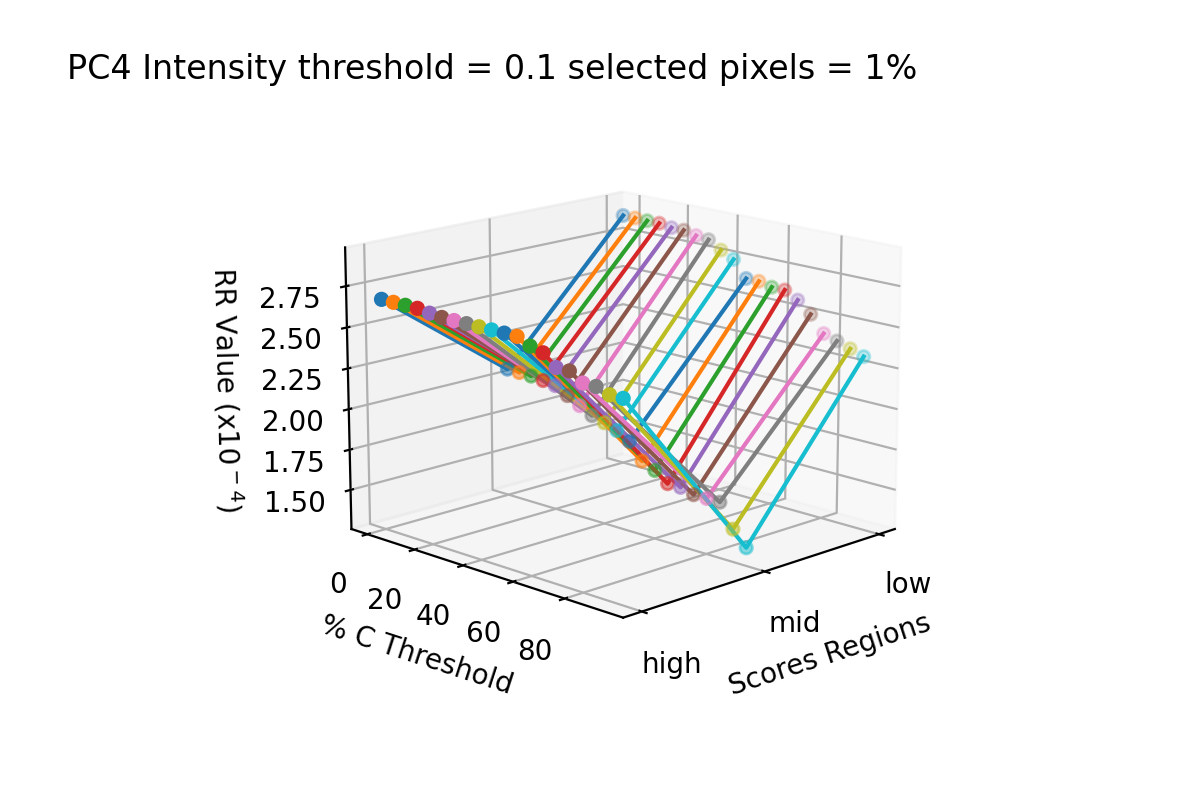 PC4 Intensity threshold = 0.1 selected pixels = 1%
RR Value (x10⁻⁴)
2.75
2.50
2.25
2.00
1.75
1.50
0
20
40
60
80
% C Threshold
high
mid
low
Scores Regions